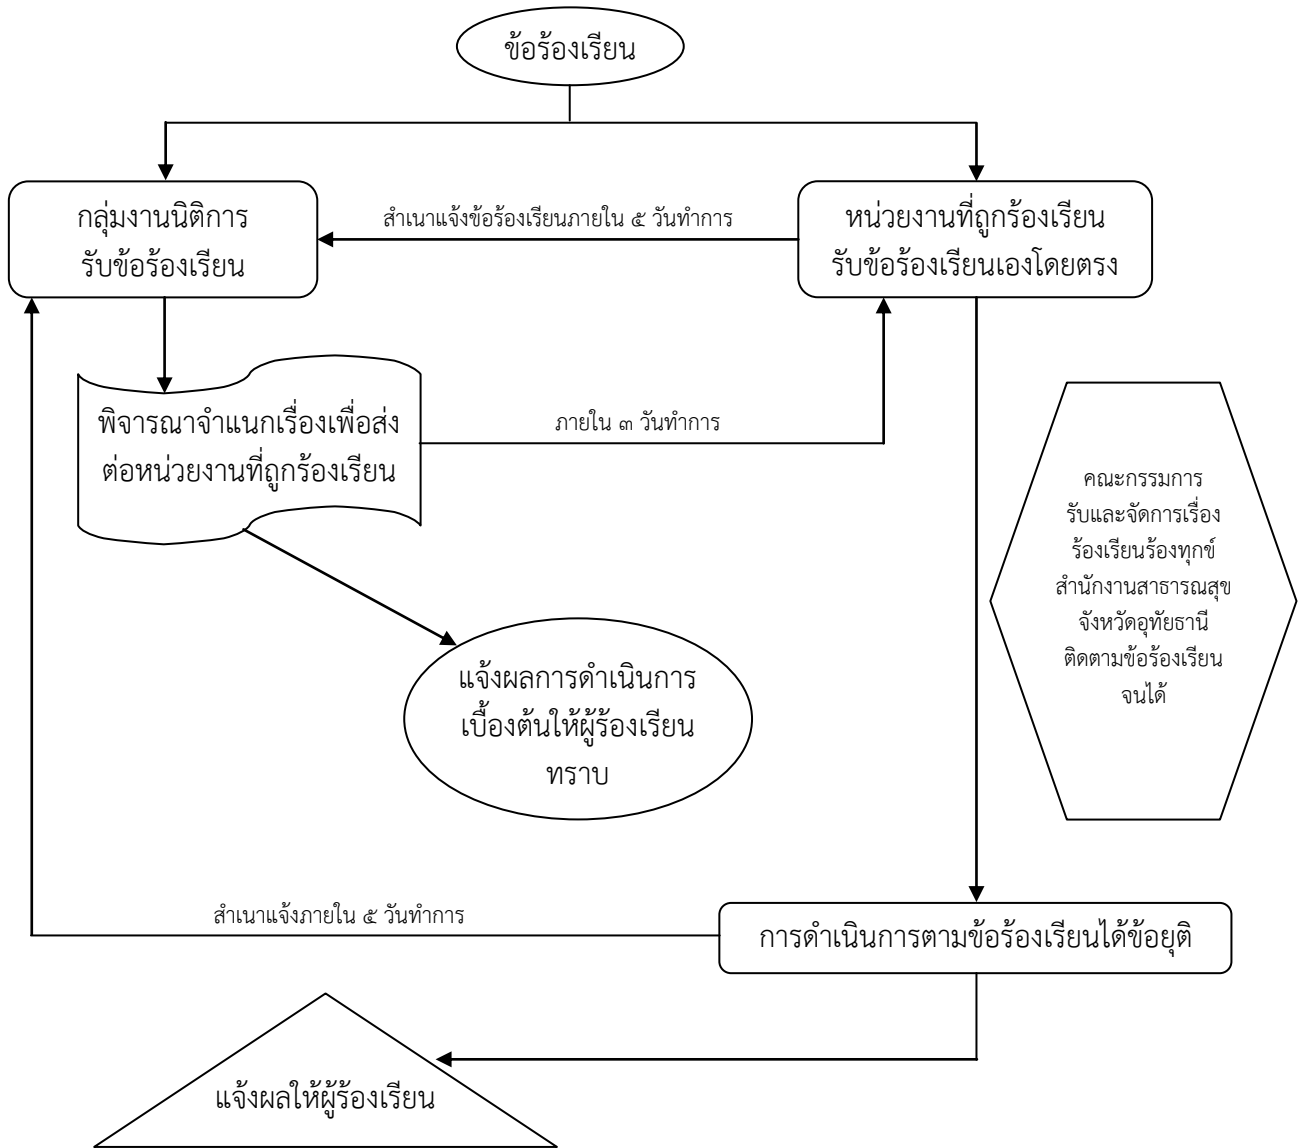 ข้อร้องเรียน
กลุ่มงานนิติการ
รับข้อร้องเรียน
สำเนาแจ้งข้อร้องเรียนภายใน ๕ วันทำการ
หน่วยงานที่ถูกร้องเรียน
รับข้อร้องเรียนเองโดยตรง
พิจารณาจำแนกเรื่องเพื่อส่ง
ต่อหน่วยงานที่ถูกร้องเรียน
ภายใน ๓ วันทำการ
คณะกรรมการ
รับและจัดการเรื่อง
ร้องเรียนร้องทุกข์
สำนักงานสาธารณสุข
จังหวัดอุทัยธานี
ติดตามข้อร้องเรียน
จนได้
แจ้งผลการดำเนินการ
เบื้องต้นให้ผู้ร้องเรียน
ทราบ
สำเนาแจ้งภายใน ๕ วันทำการ
การดำเนินการตามข้อร้องเรียนได้ข้อยุติ
แจ้งผลให้ผู้ร้องเรียน